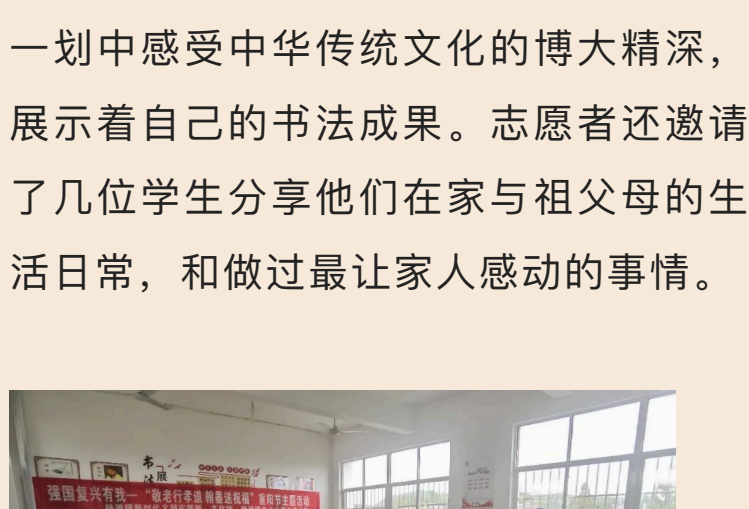 一划中感受中华传统文化的博大精深，
展示着自己的书法成果。志愿者还邀请
了几位学生分享他们在家与祖父母的生
活日常，和做过最让家人感动的事情。
书法
展
强国复兴有我—“敬老行孝道 翰墨送祝福”重阳节主题活动